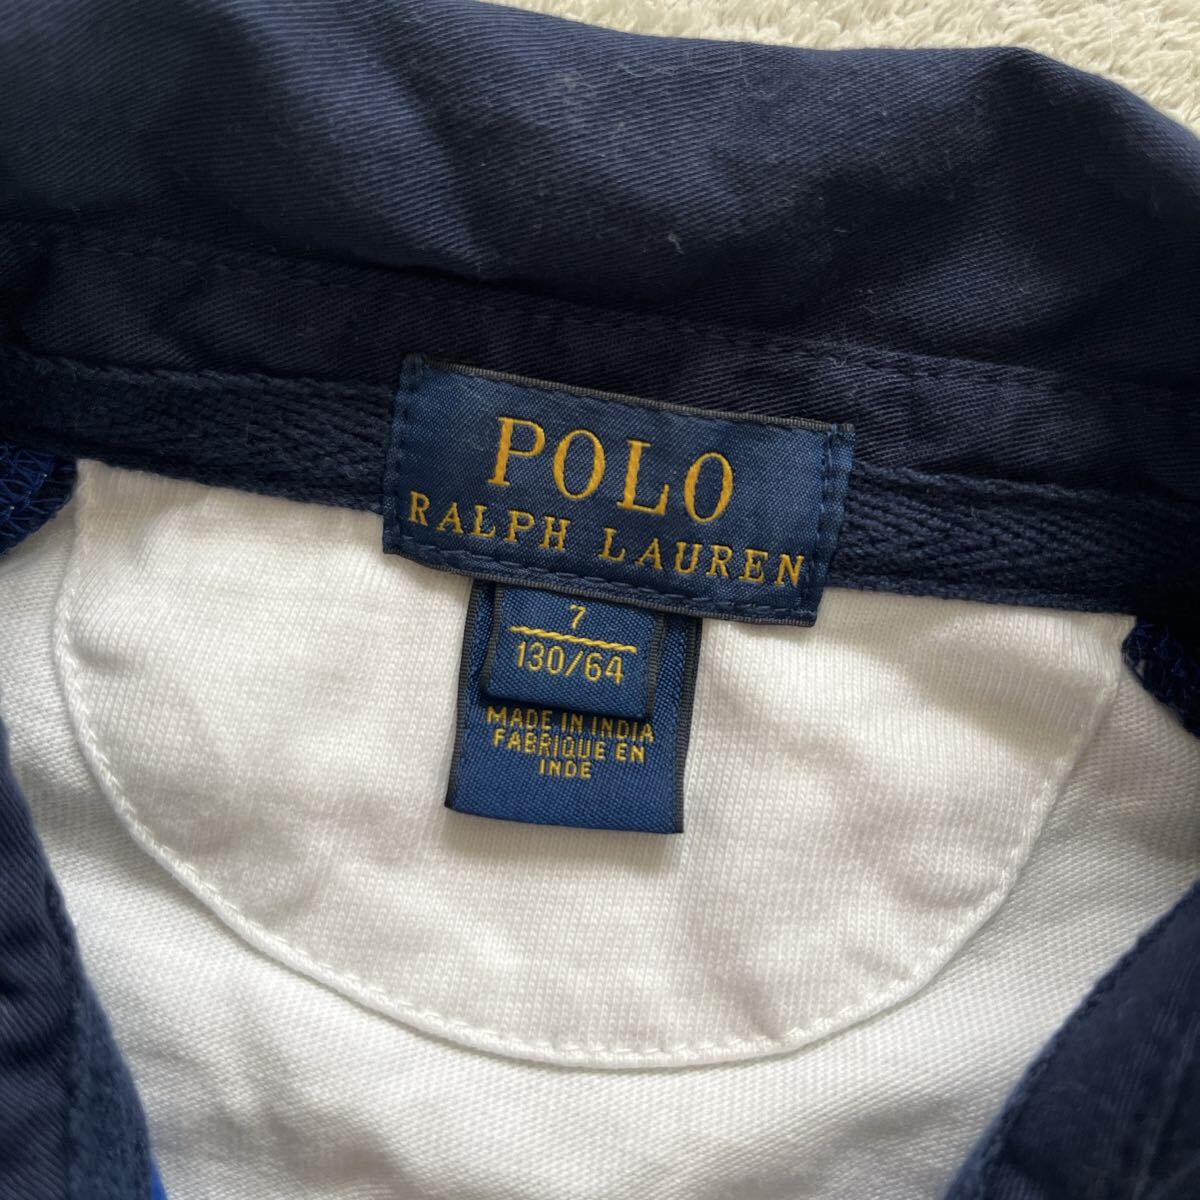 POLO
RALPH LAUREN
7
130/64
MADE IN INDIA
FABRIQUE EN
INDE